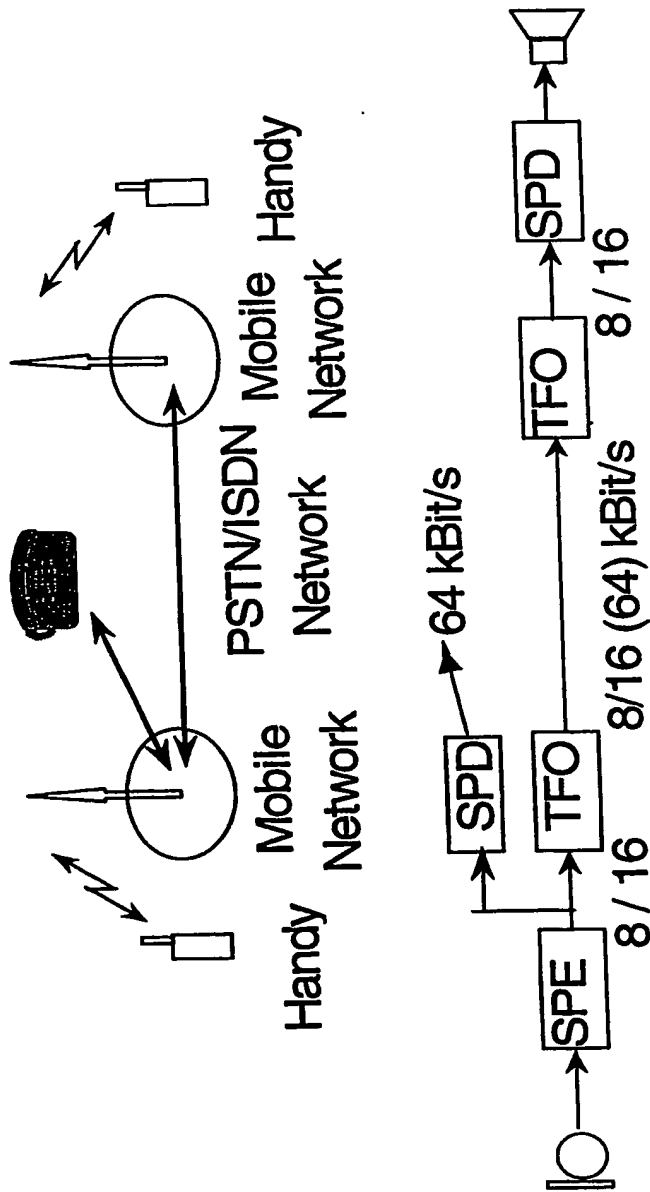 Handy
Mobile
Network
PSTN/ISDN
Network
Mobile
Network
Handy
SPE
8 / 16
SPD
64 kBit/s
TFO
8/16 (64) kBit/s
TFO
8 / 16
SPD